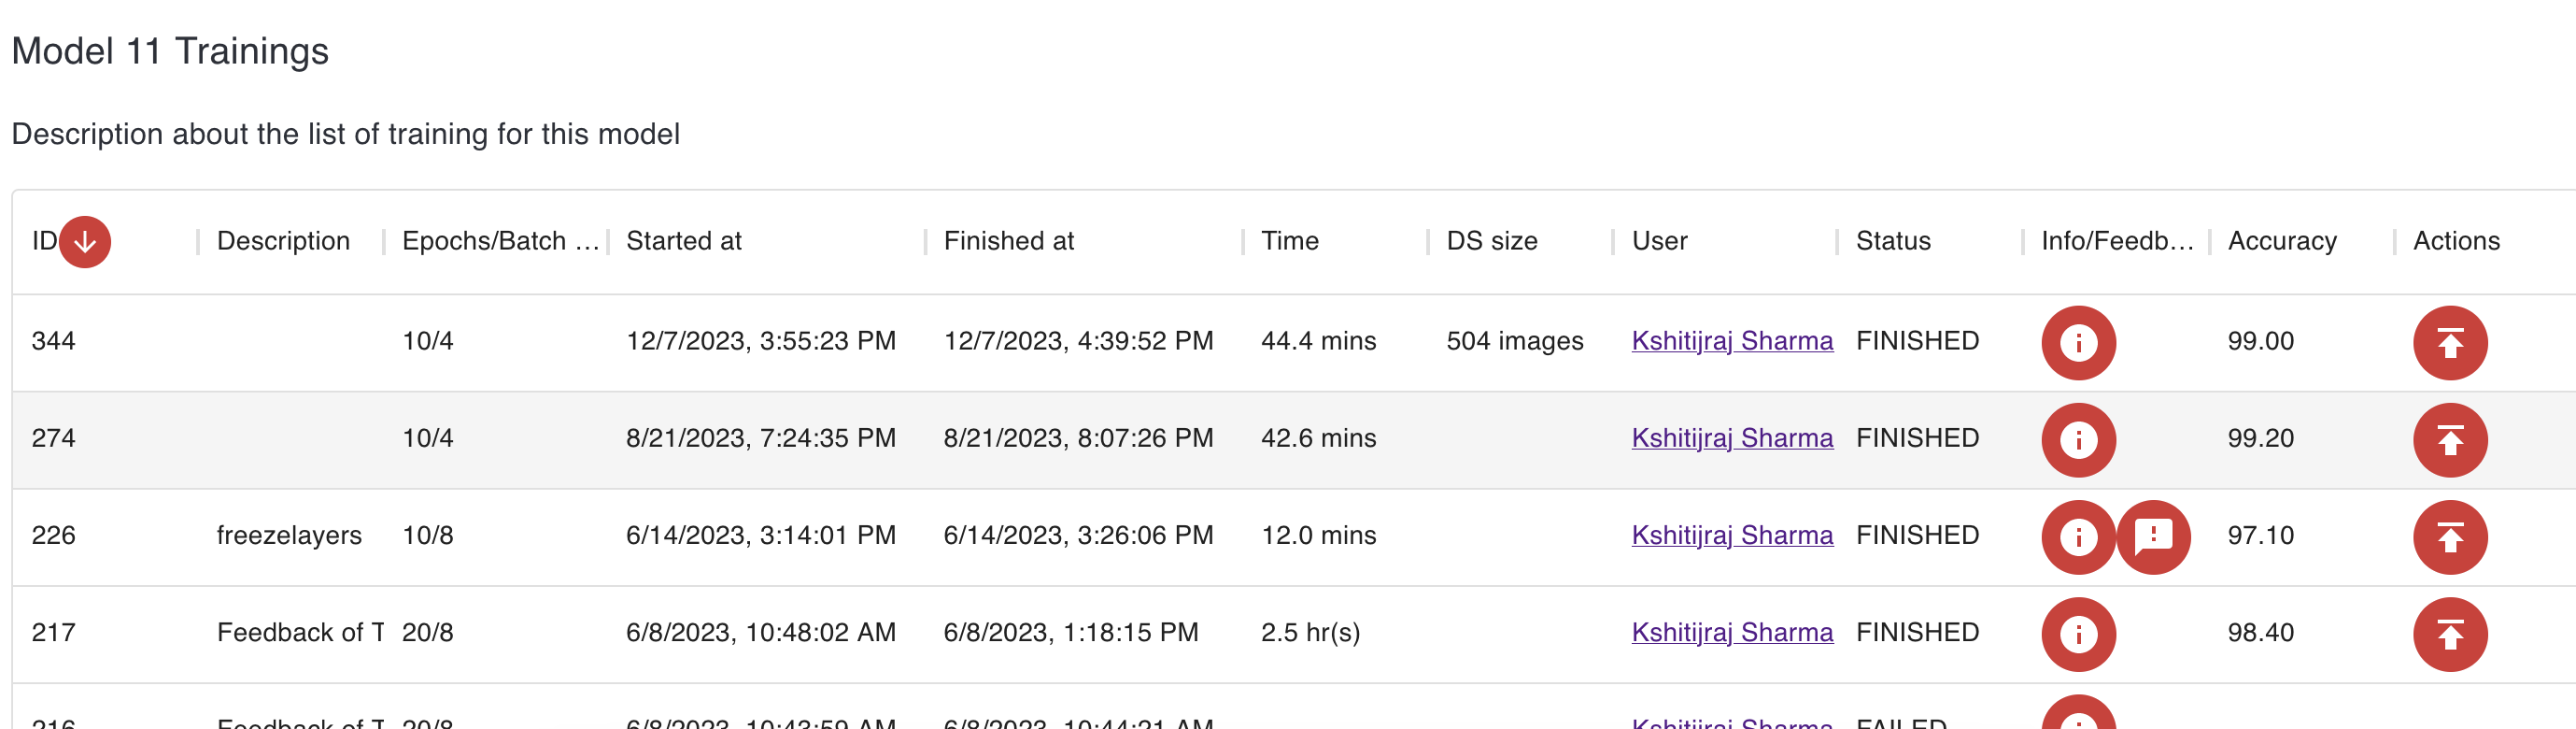 Model 11 Trainings
Description about the list of training for this model
ID Description Epochs/Batch ... Started at Finished at Time DS size User Status Info/Feedb... Accuracy Actions
344 10/4 12/7/2023, 3:55:23 PM 12/7/2023, 4:39:52 PM 44.4 mins 504 images Kshitijraj Sharma FINISHED 99.00
274 10/4 8/21/2023, 7:24:35 PM 8/21/2023, 8:07:26 PM 42.6 mins Kshitijraj Sharma FINISHED 99.20
226 freezelayers 10/8 6/14/2023, 3:14:01 PM 6/14/2023, 3:26:06 PM 12.0 mins Kshitijraj Sharma FINISHED 97.10
217 Feedback of T 20/8 6/8/2023, 10:48:02 AM 6/8/2023, 1:18:15 PM 2.5 hr(s) Kshitijraj Sharma FINISHED 98.40
216 Feedback of T 20/8 6/8/2023, 10:43:59 AM 6/8/2023, 10:44:21 AM Kshitijraj Sharma FAILED